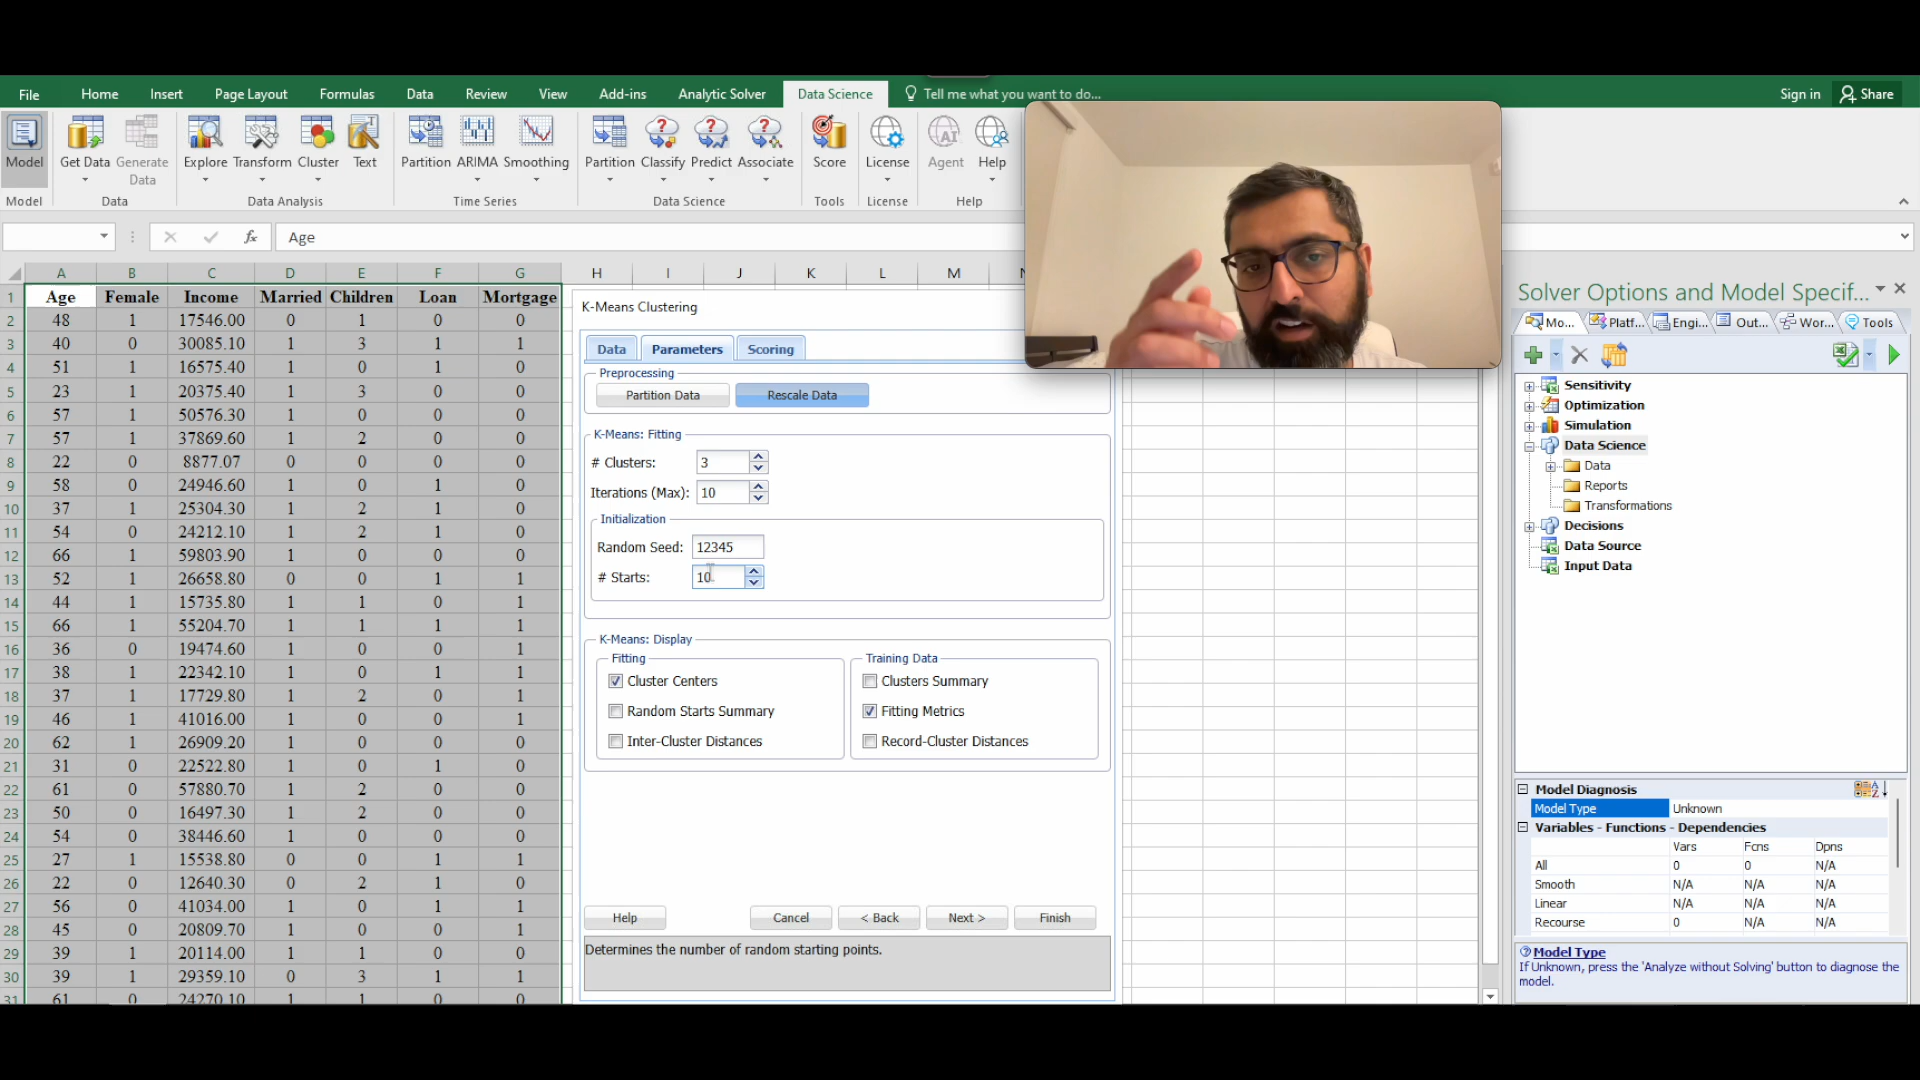 File Home Insert Page Layout Formulas Data Review View Add-ins Analytic Solver Data Science Tell me what you want to do... Sign in Share
Model Get Data Generate Data Explore Transform Cluster Text Partition ARIMA Smoothing Partition Classify Predict Associate Score License Agent Help
Model Data Data Analysis Time Series Data Science Tools License Help
fx Age
A B C D E F G H I J K L M
1 Age Female Income Married Children Loan Mortgage
2 48 1 17546.00 0 1 0 0
3 40 0 30085.10 1 3 1 1
4 51 1 16575.40 1 0 1 0
5 23 1 20375.40 1 3 0 0
6 57 1 50576.30 1 0 0 0
7 57 1 37869.60 1 2 0 0
8 22 0 8877.07 0 0 0 0
9 58 0 24946.60 1 0 1 0
10 37 1 25304.30 1 2 1 0
11 54 0 24212.10 1 2 1 0
12 66 1 59803.90 1 0 0 0
13 52 1 26658.80 0 0 1 1
14 44 1 15735.80 1 1 0 1
15 66 1 55204.70 1 1 1 1
16 36 0 19474.60 1 0 0 1
17 38 1 22342.10 1 0 1 1
18 37 1 17729.80 1 2 0 1
19 46 1 41016.00 1 0 0 1
20 62 1 26909.20 1 0 0 0
21 31 0 22522.80 1 0 1 0
22 61 0 57880.70 1 2 0 0
23 50 0 16497.30 1 2 0 0
24 54 0 38446.60 1 0 0 0
25 27 1 15538.80 0 0 1 1
26 22 0 12640.30 0 2 1 0
27 56 0 41034.00 1 0 1 1
28 45 0 20809.70 1 0 0 1
29 39 1 20114.00 1 1 0 0
30 39 1 29359.10 0 3 1 1
31 61 0 24270.10 1 1 0 0
K-Means Clustering
Data Parameters Scoring
Preprocessing
Partition Data Rescale Data
K-Means: Fitting
# Clusters: 3
Iterations (Max): 10
Initialization
Random Seed: 12345
# Starts: 10
K-Means: Display
Fitting
Cluster Centers
Random Starts Summary
Inter-Cluster Distances
Training Data
Clusters Summary
Fitting Metrics
Record-Cluster Distances
Help Cancel < Back Next > Finish
Determines the number of random starting points.
Solver Options and Model Specif...
Mo... Platf... Engi... Out... Wor... Tools
Sensitivity
Optimization
Simulation
Data Science
Data
Reports
Transformations
Decisions
Data Source
Input Data
Model Diagnosis
Model Type Unknown
Variables - Functions - Dependencies
Vars Fcns Dpns
All 0 0 N/A
Smooth N/A N/A N/A
Linear N/A N/A N/A
Recourse 0 N/A N/A
Model Type
If Unknown, press the 'Analyze without Solving' button to diagnose the
model.